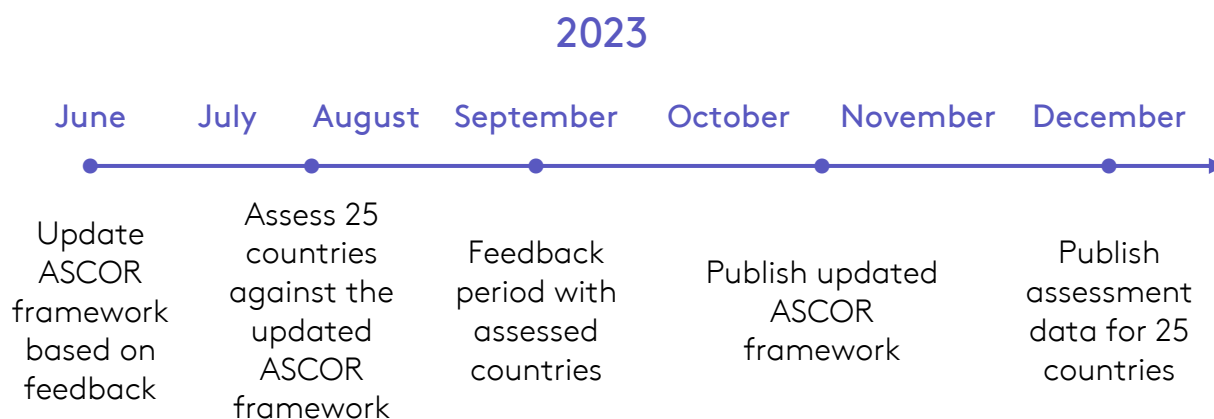 2023
June July August September October November December
Update
ASCOR
framework
based on
feedback
Assess 25
countries
against the
updated
ASCOR
framework
Feedback
period with
assessed
countries
Publish updated
ASCOR
framework
Publish
assessment
data for 25
countries